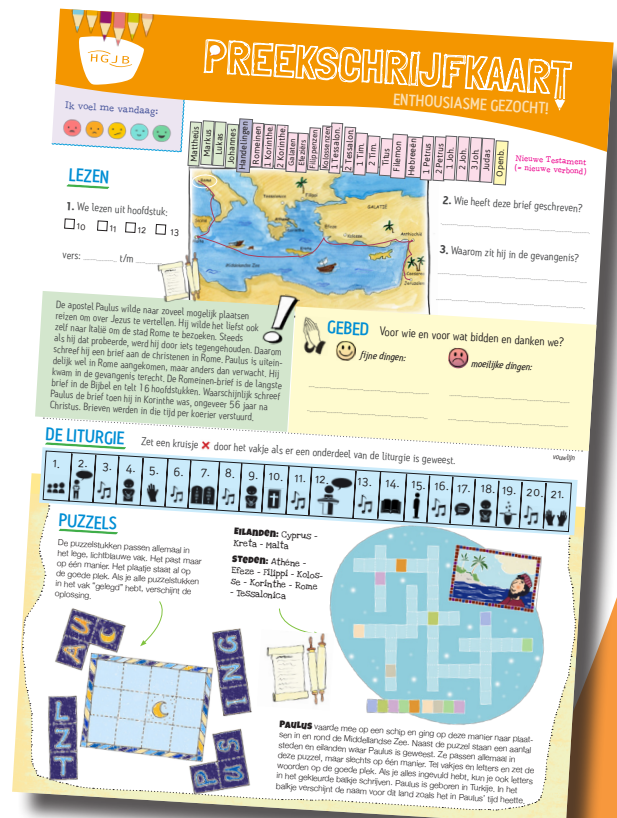 HGJB
PREEKSCHRIJFKAART
ENTHOUSIASME GEZOCHT!
Ik voel me vandaag:
Mattheüs
Markus
Lukas
Johannes
Handelingen
Romeinen
1 Korinthe
2 Korinthe
Galaten
Efeziërs
Filippenzen
Kolossenzen
1 Tessalon.
2 Tessalon.
1 Tim.
2 Tim.
Titus
Filemon
Hebreeën
1 Petrus
2 Petrus
1 Joh.
2 Joh.
3 Joh.
Judas
Openb.
Nieuwe Testament
(= nieuwe verbond)
LEZEN
1. We lezen uit hoofdstuk:
10 11 12 13
vers: t/m
GALATIË
Middellandse Zee
2. Wie heeft deze brief geschreven?
3. Waarom zit hij in de gevangenis?
De apostel Paulus wilde naar zoveel mogelijk plaatsen
reizen om over Jezus te vertellen. Hij wilde het liefst ook
zelf naar Italië om de stad Rome te bezoeken. Steeds
als hij dat probeerde, werd hij door iets tegengehouden. Daarom
schreef hij een brief aan de christenen in Rome. Paulus is uitein-
delijk wel in Rome aangekomen, maar anders dan verwacht. Hij
kwam in de gevangenis terecht. De Romeinen-brief is de langste
brief in de Bijbel en telt 16 hoofdstukken. Waarschijnlijk schreef
Paulus de brief toen hij in Korinthe was, ongeveer 56 jaar na
Christus. Brieven werden in die tijd per koerier verstuurd.
GEBED Voor wie en voor wat bidden en danken we?
fijne dingen:
moeilijke dingen:
DE LITURGIE Zet een kruisje ✕ door het vakje als er een onderdeel van de liturgie is geweest.
vouwlijn
1. 2. 3. 4. 5. 6. 7. 8. 9. 10. 11. 12. 13. 14. 15. 16. 17. 18. 19. 20. 21.
PUZZELS
De puzzelstukken passen allemaal in
het lege, lichtblauwe vak. Het past maar
op één manier. Het plaatje staat al op
de goede plek. Als je alle puzzelstukken
in het vak "gelegd" hebt, verschijnt de
oplossing.
EILANDEN: Cyprus -
Kreta - Malta
STEDEN: Athéne -
Efeze - Filippi - Kolos-
se - Korinthe - Rome
- Tessalonica
A U
I N G
L Z T
P S U
PAULUS vaarde mee op een schip en ging op deze manier naar plaat-
sen in en rond de Middellandse Zee. Naast de puzzel staan een aantal
steden en eilanden waar Paulus is geweest. Ze passen allemaal in
deze puzzel, maar slechts op één manier. Tel vakjes en letters en zet de
woorden op de goede plek. Als je alles ingevuld hebt, kun je ook letters
in het gekleurde balkje schrijven. Paulus is geboren in Turkije. In het
balkje verschijnt de naam voor dit land zoals het in Paulus' tijd heette.